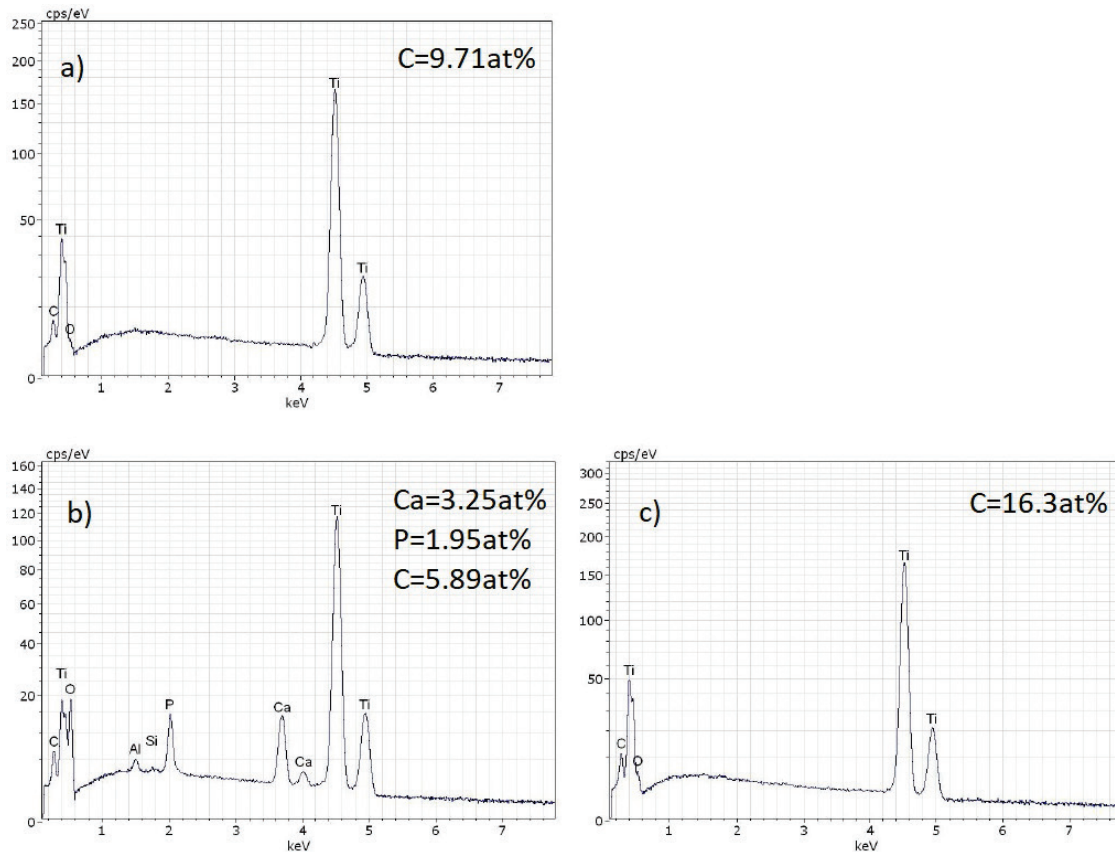 cps/eV
250
a)
C=9.71at%
200
Ti
150
100
50
Ti
Ti
C
O
0
1 2 3 4 5 6 7
keV
cps/eV
160
b)
Ca=3.25at%
140
Ti
120
P=1.95at%
100
C=5.89at%
80
60
40
Ti
O
20
P
Ca
Ti
C
Al
Si
Ca
0
1 2 3 4 5 6 7
keV
cps/eV
300
c)
C=16.3at%
250
200
Ti
150
100
Ti
50
Ti
C
O
0
1 2 3 4 5 6 7
keV